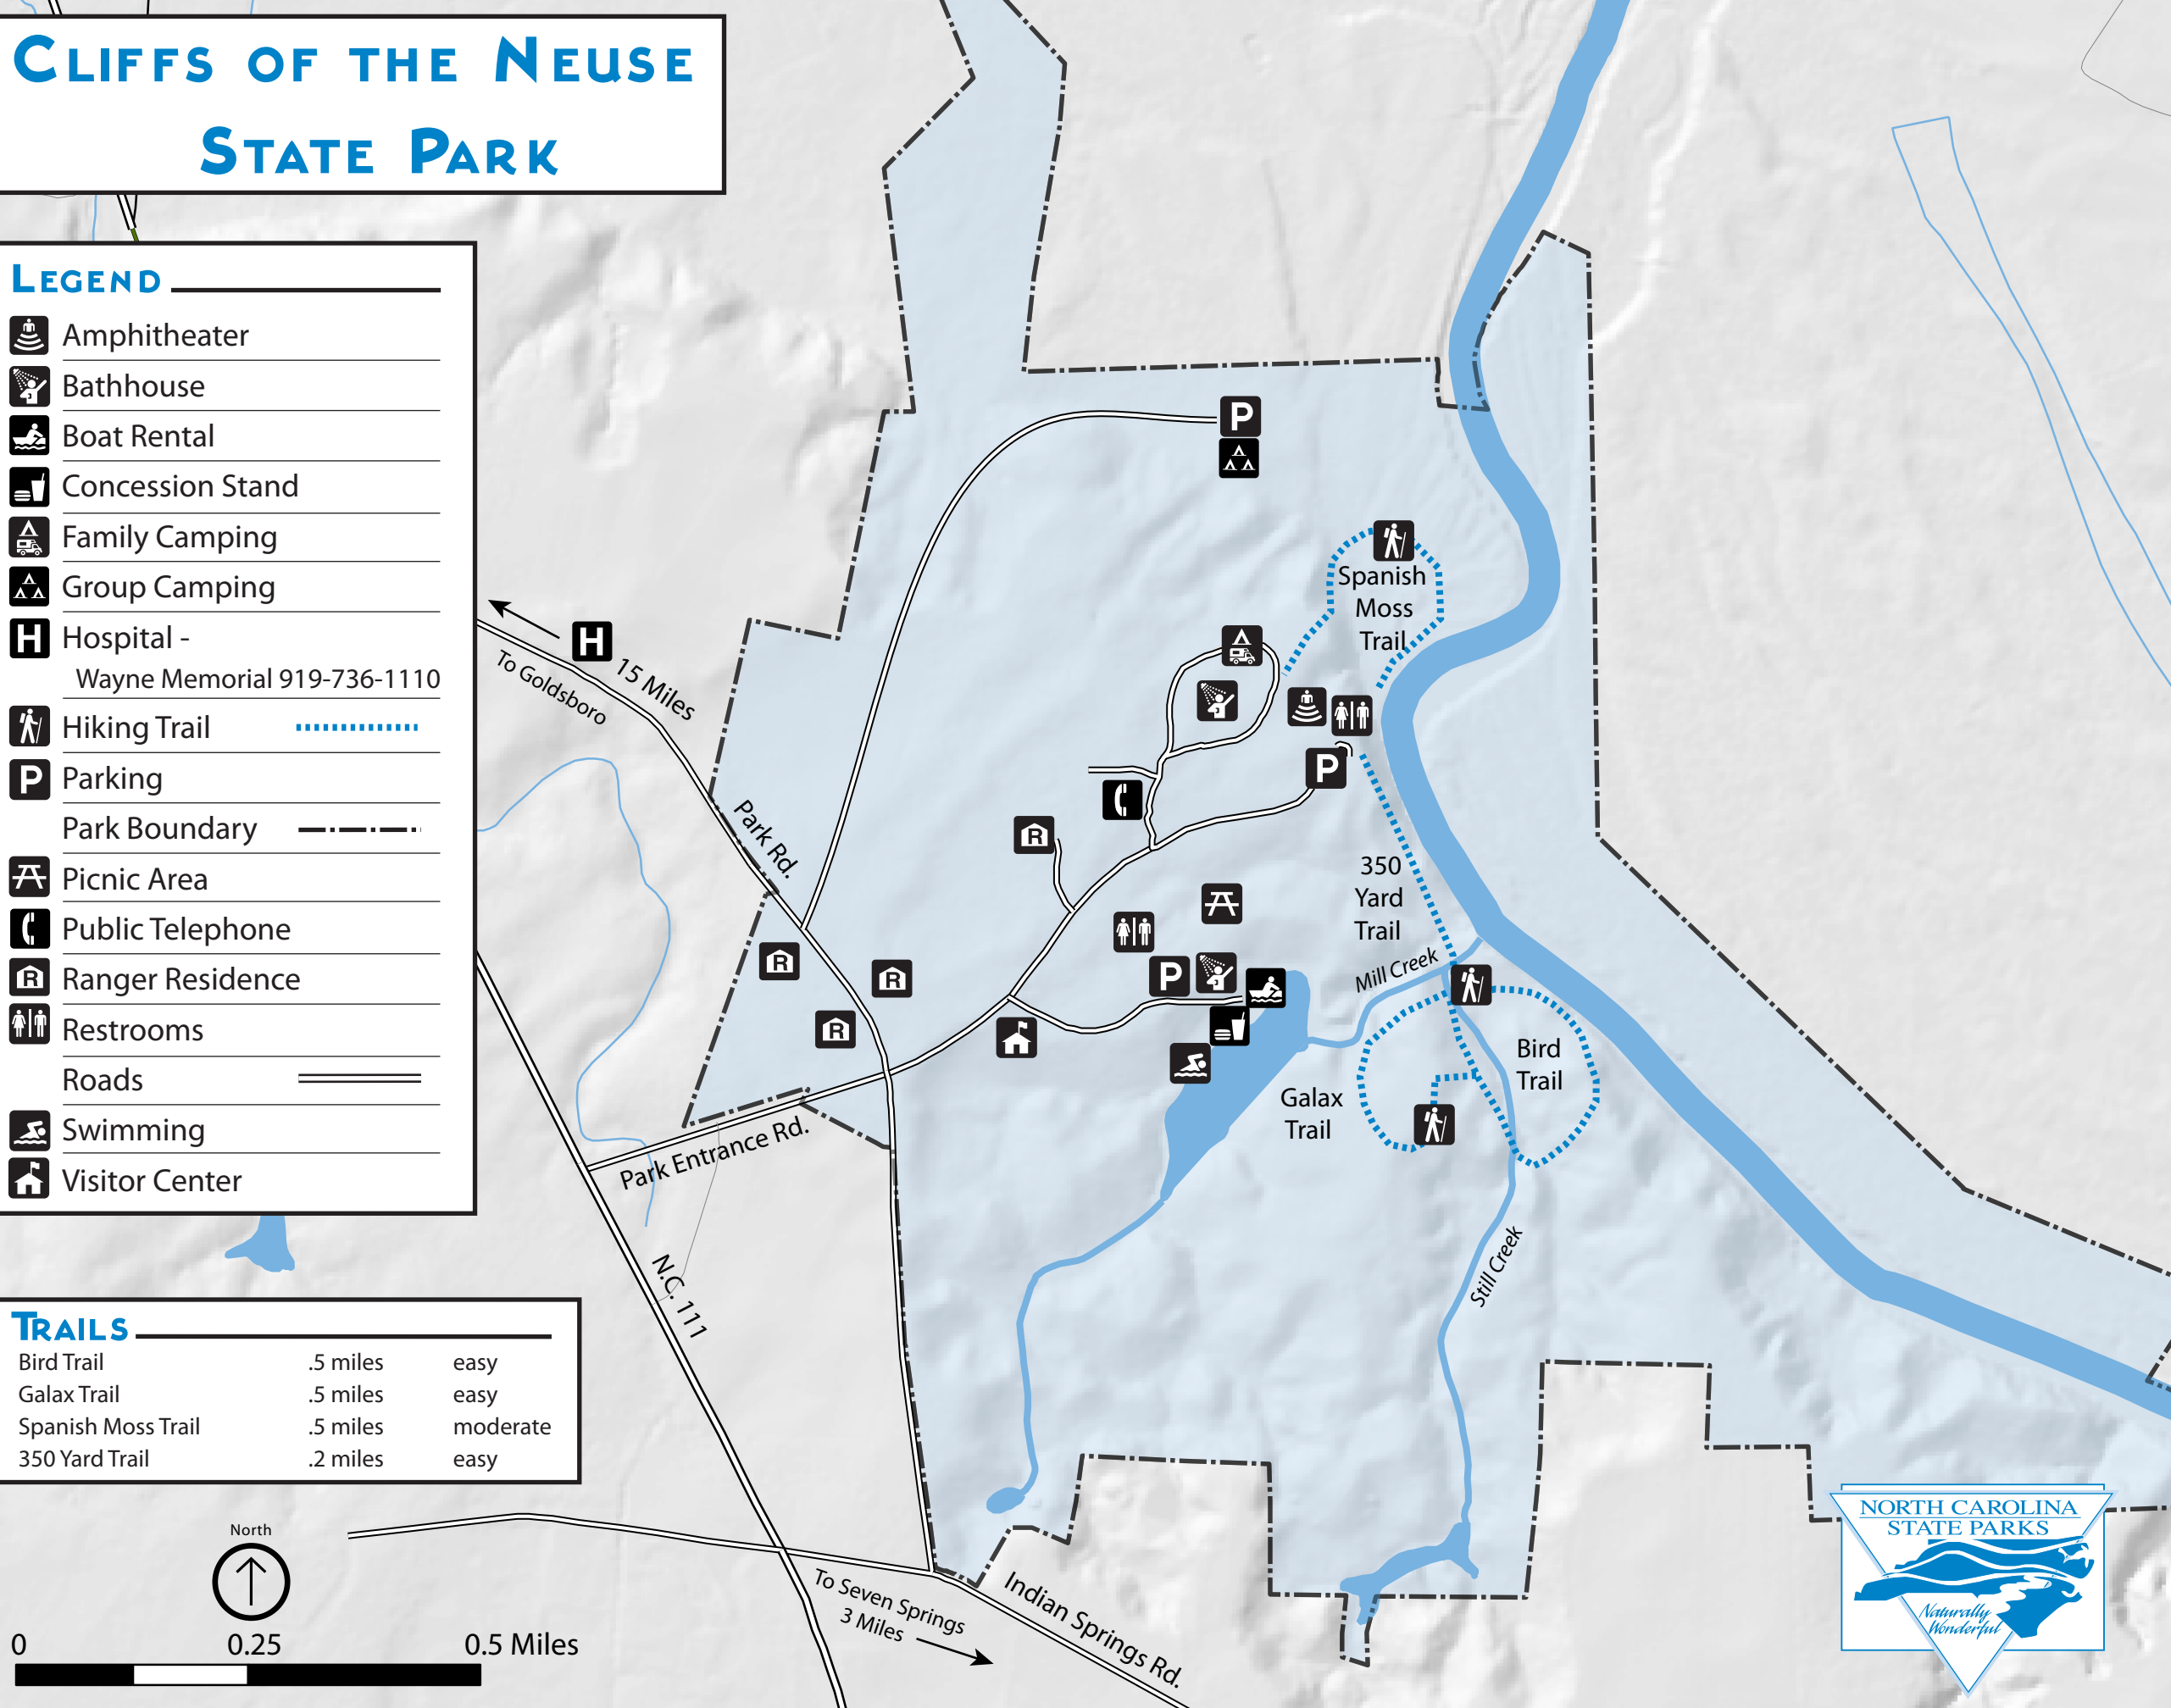 CLIFFS OF THE NEUSE
STATE PARK
LEGEND
Amphitheater
Bathhouse
Boat Rental
Concession Stand
Family Camping
Group Camping
H Hospital -
Wayne Memorial 919-736-1110
Hiking Trail
P Parking
Park Boundary
Picnic Area
Public Telephone
R Ranger Residence
Restrooms
Roads
Swimming
Visitor Center
TRAILS
Bird Trail .5 miles easy
Galax Trail .5 miles easy
Spanish Moss Trail .5 miles moderate
350 Yard Trail .2 miles easy
North
0 0.25 0.5 Miles
P
Spanish
Moss
Trail
H
15 Miles
To Goldsboro
P
Park Rd.
R
350
Yard
Trail
R
R
R
P
Mill Creek
Bird
Trail
Galax
Trail
Park Entrance Rd.
Still Creek
N.C. 111
To Seven Springs
3 Miles
Indian Springs Rd.
NORTH CAROLINA
STATE PARKS
Naturally
Wonderful